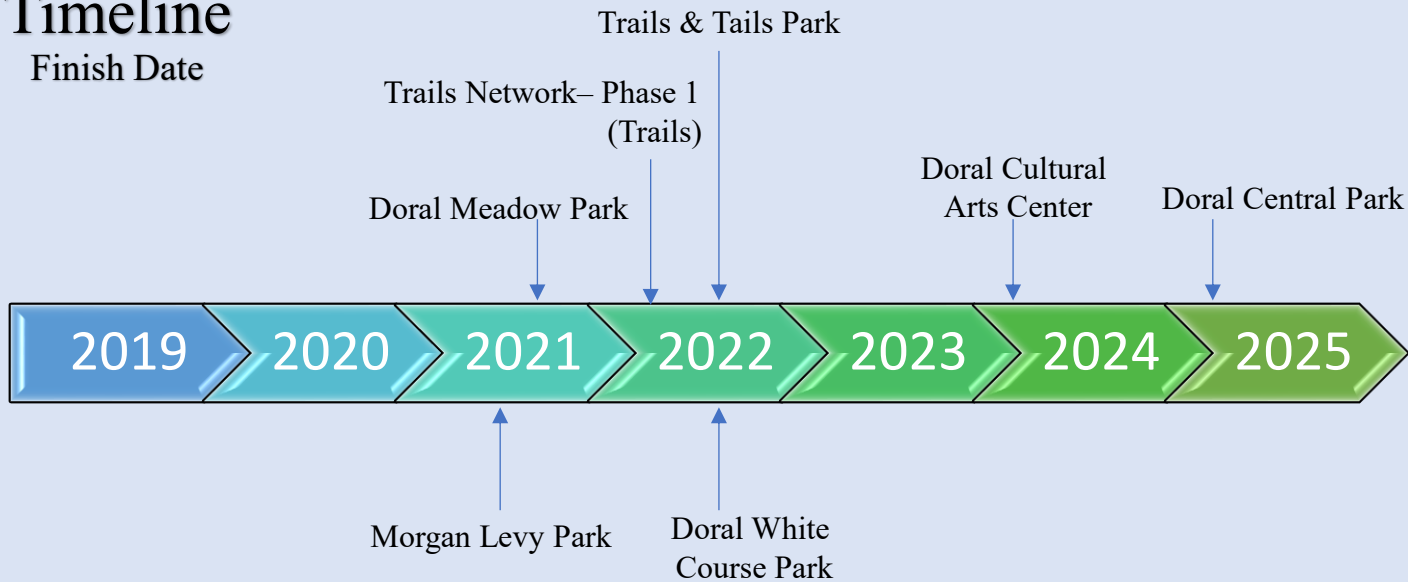 Timeline
Finish Date
Trails & Tails Park
Trails Network– Phase 1
(Trails)
Doral Meadow Park
Doral Cultural
Arts Center
Doral Central Park
2019
2020
2021
2022
2023
2024
2025
Morgan Levy Park
Doral White
Course Park